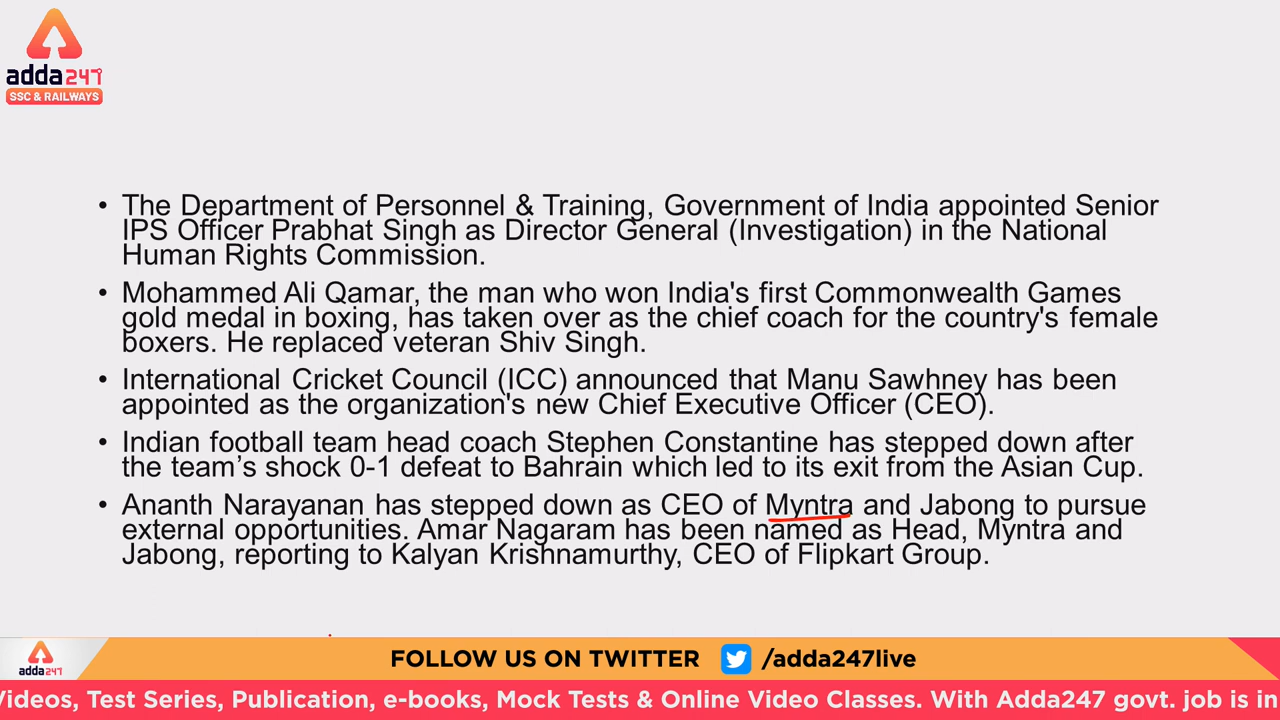 adda247
SSC & RAILWAYS
• The Department of Personnel & Training, Government of India appointed Senior
IPS Officer Prabhat Singh as Director General (Investigation) in the National
Human Rights Commission.
• Mohammed Ali Qamar, the man who won India's first Commonwealth Games
gold medal in boxing, has taken over as the chief coach for the country's female
boxers. He replaced veteran Shiv Singh.
• International Cricket Council (ICC) announced that Manu Sawhney has been
appointed as the organization's new Chief Executive Officer (CEO).
• Indian football team head coach Stephen Constantine has stepped down after
the team’s shock 0-1 defeat to Bahrain which led to its exit from the Asian Cup.
• Ananth Narayanan has stepped down as CEO of Myntra and Jabong to pursue
external opportunities. Amar Nagaram has been named as Head, Myntra and
Jabong, reporting to Kalyan Krishnamurthy, CEO of Flipkart Group.
adda247
FOLLOW US ON TWITTER /adda247live
Videos, Test Series, Publication, e-books, Mock Tests & Online Video Classes. With Adda247 govt. job is in